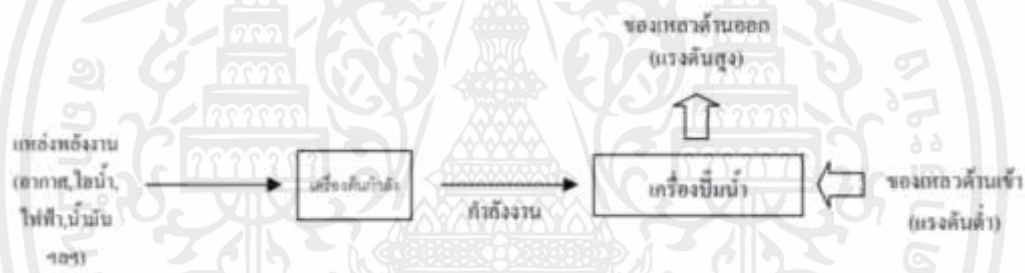 ของเหลวด้านออก
(แรงดันสูง)
แหล่งพลังงาน
(อากาศ,ไอน้ำ,
ไฟฟ้า,น้ำมัน
ฯลฯ)
เครื่องต้นกำลัง
กำลังงาน
เครื่องปั๊มน้ำ
ของเหลวด้านเข้า
(แรงดันต่ำ)